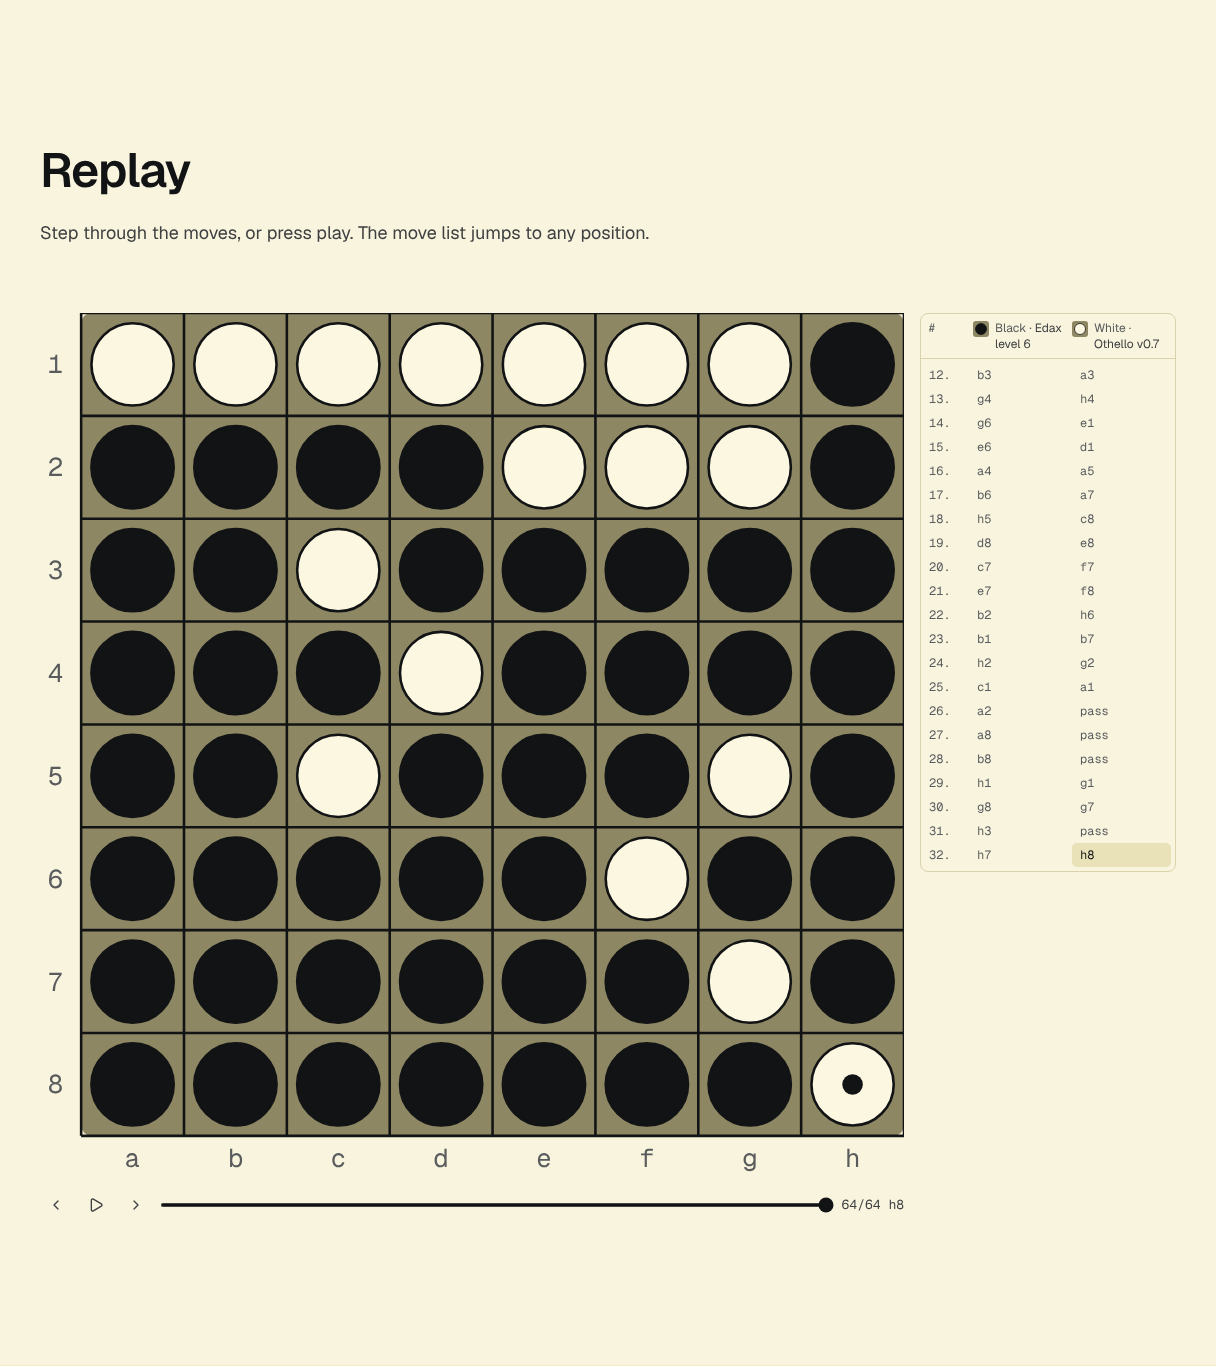 Replay
Step through the moves, or press play. The move list jumps to any position.
1
2
3
4
5
6
7
8
a b c d e f g h
64/64 h8
# Black · Edax level 6 White · Othello v0.7
12. b3 a3
13. g4 h4
14. g6 e1
15. e6 d1
16. a4 a5
17. b6 a7
18. h5 c8
19. d8 e8
20. c7 f7
21. e7 f8
22. b2 h6
23. b1 b7
24. h2 g2
25. c1 a1
26. a2 pass
27. a8 pass
28. b8 pass
29. h1 g1
30. g8 g7
31. h3 pass
32. h7 h8